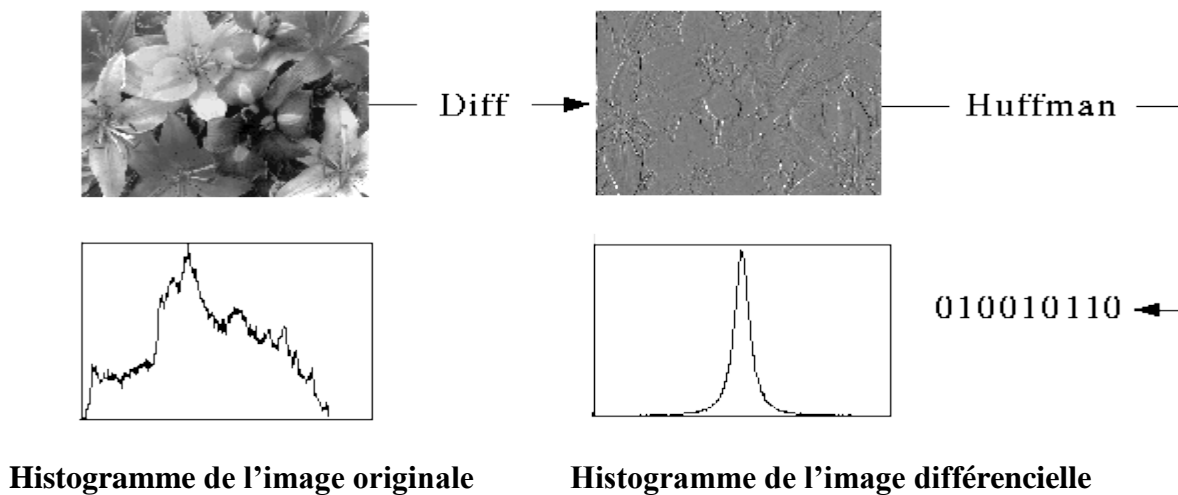 Diff
Huffman
010010110
Histogramme de l’image originale
Histogramme de l’image différencielle